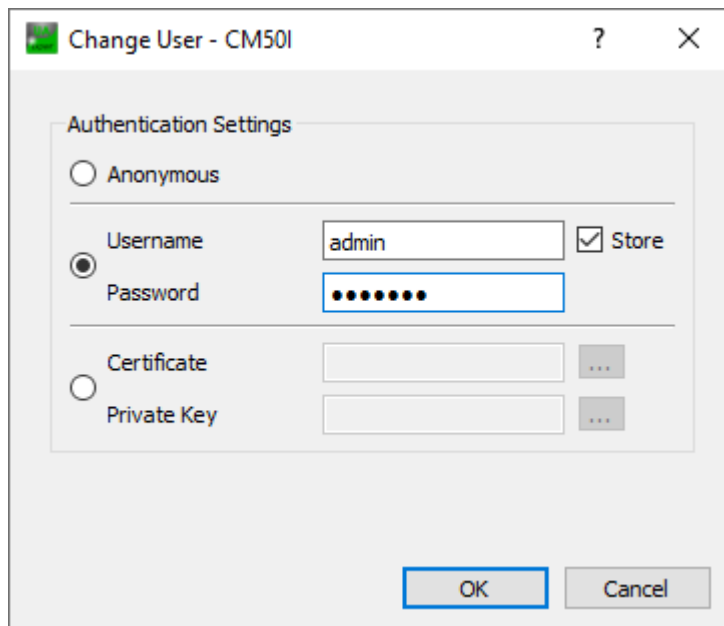 Change User - CM50I
Authentication Settings
Anonymous
Username admin Store
Password •••••••
Certificate ...
Private Key ...
OK Cancel